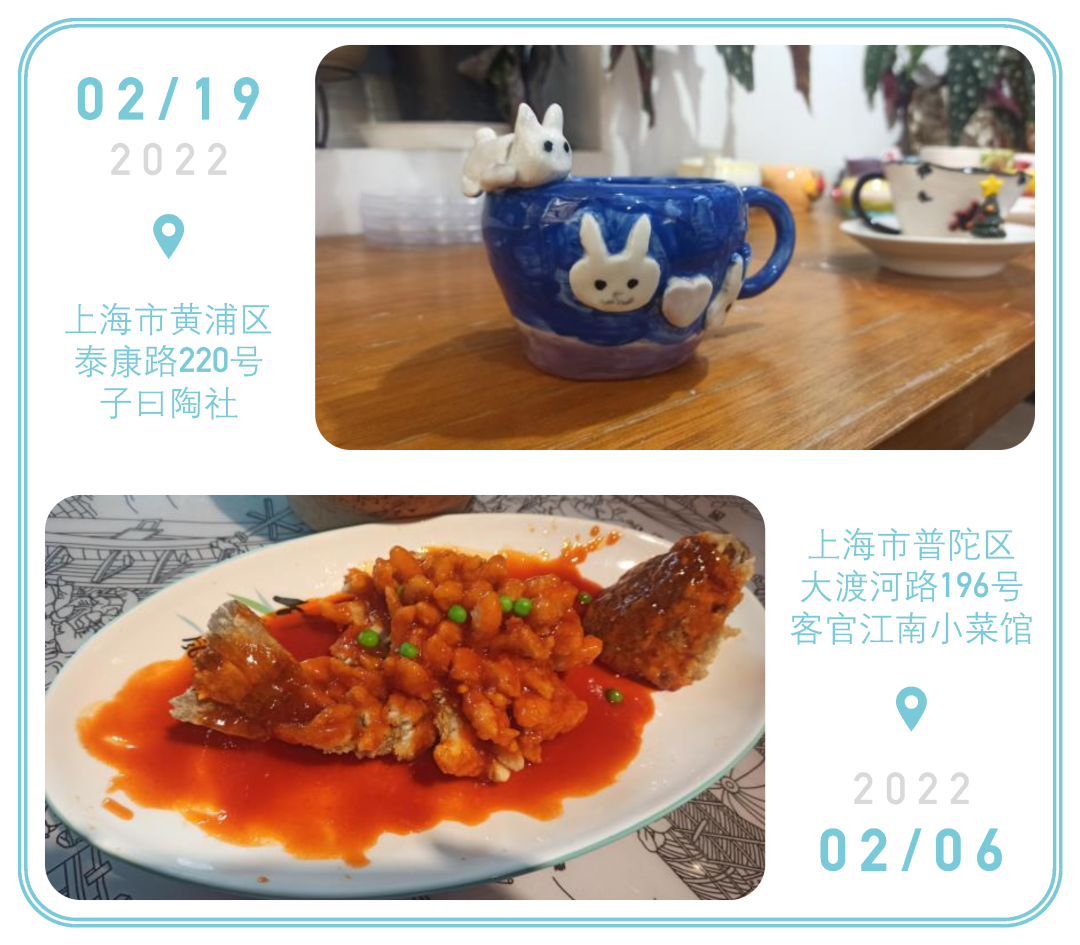 02/19
2022
上海市黄浦区
泰康路220号
子曰陶社
上海市普陀区
大渡河路196号
客官江南小菜馆
2022
02/06